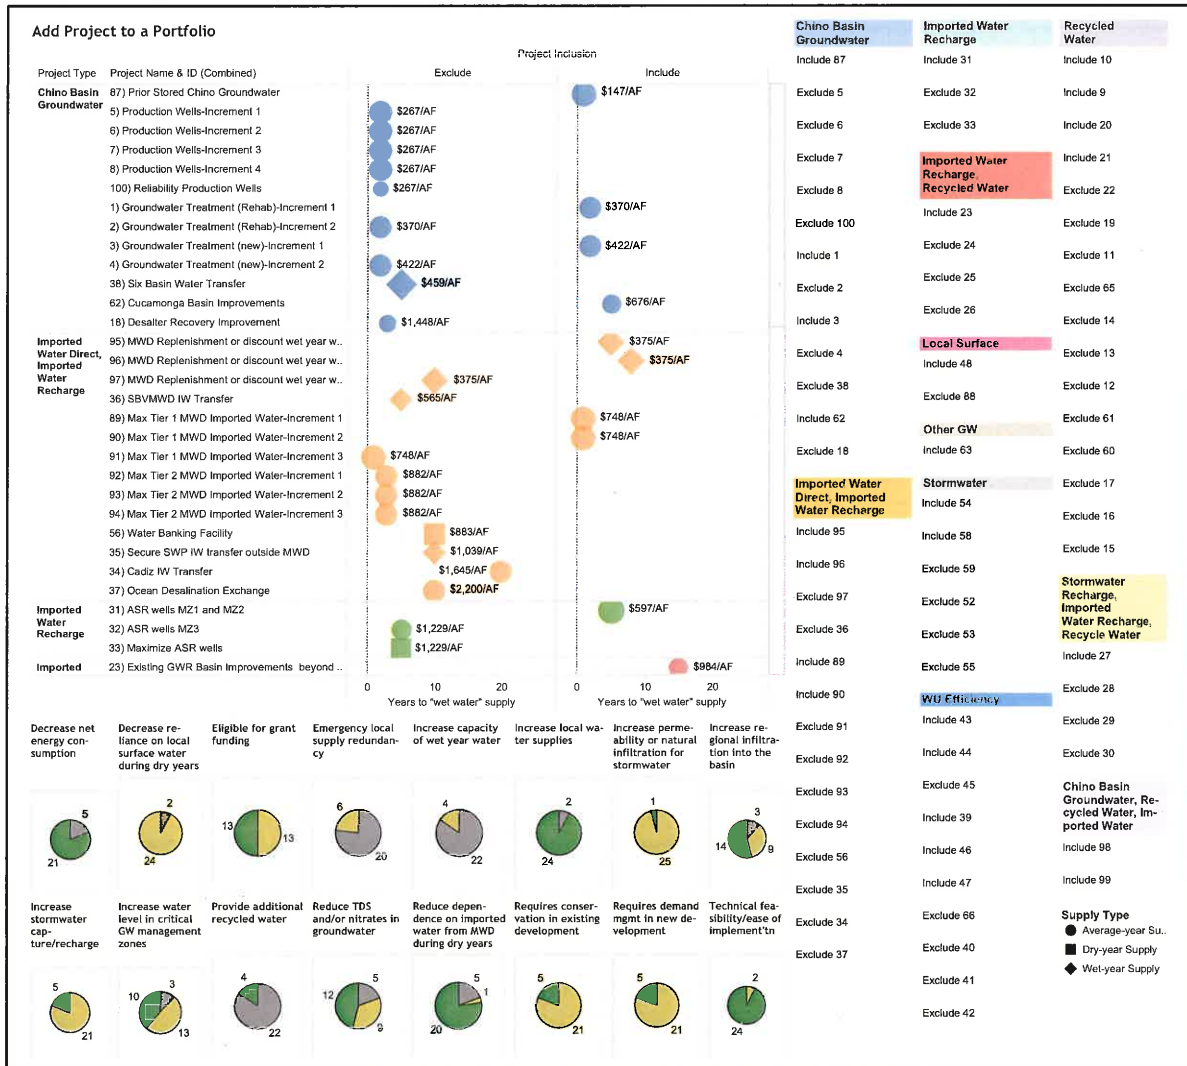 Add Project to a Portfolio
Project Inclusion
Project Type
Project Name & ID (Combined)
Exclude
Include
Chino Basin
Groundwater
87) Prior Stored Chino Groundwater
$147/AF
5) Production Wells-Increment 1
$267/AF
6) Production Wells-Increment 2
$267/AF
7) Production Wells-Increment 3
$267/AF
8) Production Wells-Increment 4
$267/AF
100) Reliability Production Wells
$267/AF
1) Groundwater Treatment (Rehab)-Increment 1
$370/AF
2) Groundwater Treatment (Rehab)-Increment 2
$370/AF
3) Groundwater Treatment (new)-Increment 1
$422/AF
4) Groundwater Treatment (new)-Increment 2
$422/AF
38) Six Basin Water Transfer
$459/AF
62) Cucamonga Basin Improvements
$676/AF
18) Desalter Recovery Improvement
$1,448/AF
Imported
Water Direct,
Imported
Water
Recharge
95) MWD Replenishment or discount wet year w..
$375/AF
96) MWD Replenishment or discount wet year w..
$375/AF
97) MWD Replenishment or discount wet year w..
$375/AF
36) SBVMWD IW Transfer
$565/AF
89) Max Tier 1 MWD Imported Water-Increment 1
$748/AF
90) Max Tier 1 MWD Imported Water-Increment 2
$748/AF
91) Max Tier 1 MWD Imported Water-Increment 3
$748/AF
92) Max Tier 2 MWD Imported Water-Increment 1
$882/AF
93) Max Tier 2 MWD Imported Water-Increment 2
$882/AF
94) Max Tier 2 MWD Imported Water-Increment 3
$882/AF
56) Water Banking Facility
$883/AF
35) Secure SWP IW transfer outside MWD
$1,039/AF
34) Cadiz IW Transfer
$1,645/AF
37) Ocean Desalination Exchange
$2,200/AF
Imported
Water
Recharge
31) ASR wells MZ1 and MZ2
$597/AF
32) ASR wells MZ3
$1,229/AF
33) Maximize ASR wells
$1,229/AF
Imported
23) Existing GWR Basin Improvements beyond ..
$984/AF
0
10
20
0
10
20
Years to "wet water" supply
Years to "wet water" supply
Decrease net
energy con-
sumption
5
21
Decrease re-
liance on local
surface water
during dry years
2
24
Eligible for grant
funding
13
13
Emergency local
supply redundan-
cy
6
20
Increase capacity
of wet year water
4
22
Increase local wa-
ter supplies
2
24
Increase perme-
ability or natural
infiltration for
stormwater
1
25
Increase re-
gional infiltra-
tion into the
basin
3
14
9
Increase
stormwater
cap-
ture/recharge
5
21
Increase water
level in critical
GW management
zones
10
3
13
Provide additional
recycled water
4
22
Reduce TDS
and/or nitrates in
groundwater
5
12
9
Reduce depen-
dence on imported
water from MWD
during dry years
5
1
20
Requires conser-
vation in existing
development
5
21
Requires demand
mgmt in new de-
velopment
5
21
Technical fea-
sibility/ease of
implement'tn
2
24
Chino Basin
Groundwater
Include 87
Exclude 5
Exclude 6
Exclude 7
Exclude 8
Exclude 100
Include 1
Exclude 2
Include 3
Exclude 4
Exclude 38
Include 62
Exclude 18
Imported Water
Direct, Imported
Water Recharge
Include 95
Include 96
Exclude 97
Exclude 36
Include 89
Include 90
Exclude 91
Exclude 92
Exclude 93
Exclude 94
Exclude 56
Exclude 35
Exclude 34
Exclude 37
Imported Water
Recharge
Include 31
Exclude 32
Exclude 33
Imported Water
Recharge,
Recycled Water
Include 23
Exclude 24
Exclude 25
Exclude 26
Local Surface
Include 48
Exclude 88
Other GW
Include 63
Stormwater
Include 54
Include 58
Exclude 59
Exclude 52
Exclude 53
Exclude 55
WU Efficiency
Include 43
Include 44
Exclude 45
Include 39
Include 46
Include 47
Exclude 66
Exclude 40
Exclude 41
Exclude 42
Recycled
Water
Include 10
Include 9
Include 20
Include 21
Exclude 22
Exclude 19
Exclude 11
Exclude 65
Exclude 14
Exclude 13
Exclude 12
Exclude 61
Exclude 60
Exclude 17
Exclude 16
Exclude 15
Stormwater
Recharge,
Imported
Water Recharge,
Recycle Water
Include 27
Exclude 28
Exclude 29
Exclude 30
Chino Basin
Groundwater, Re-
cycled Water, Im-
ported Water
Include 98
Include 99
Supply Type
Average-year Su..
Dry-year Supply
Wet-year Supply